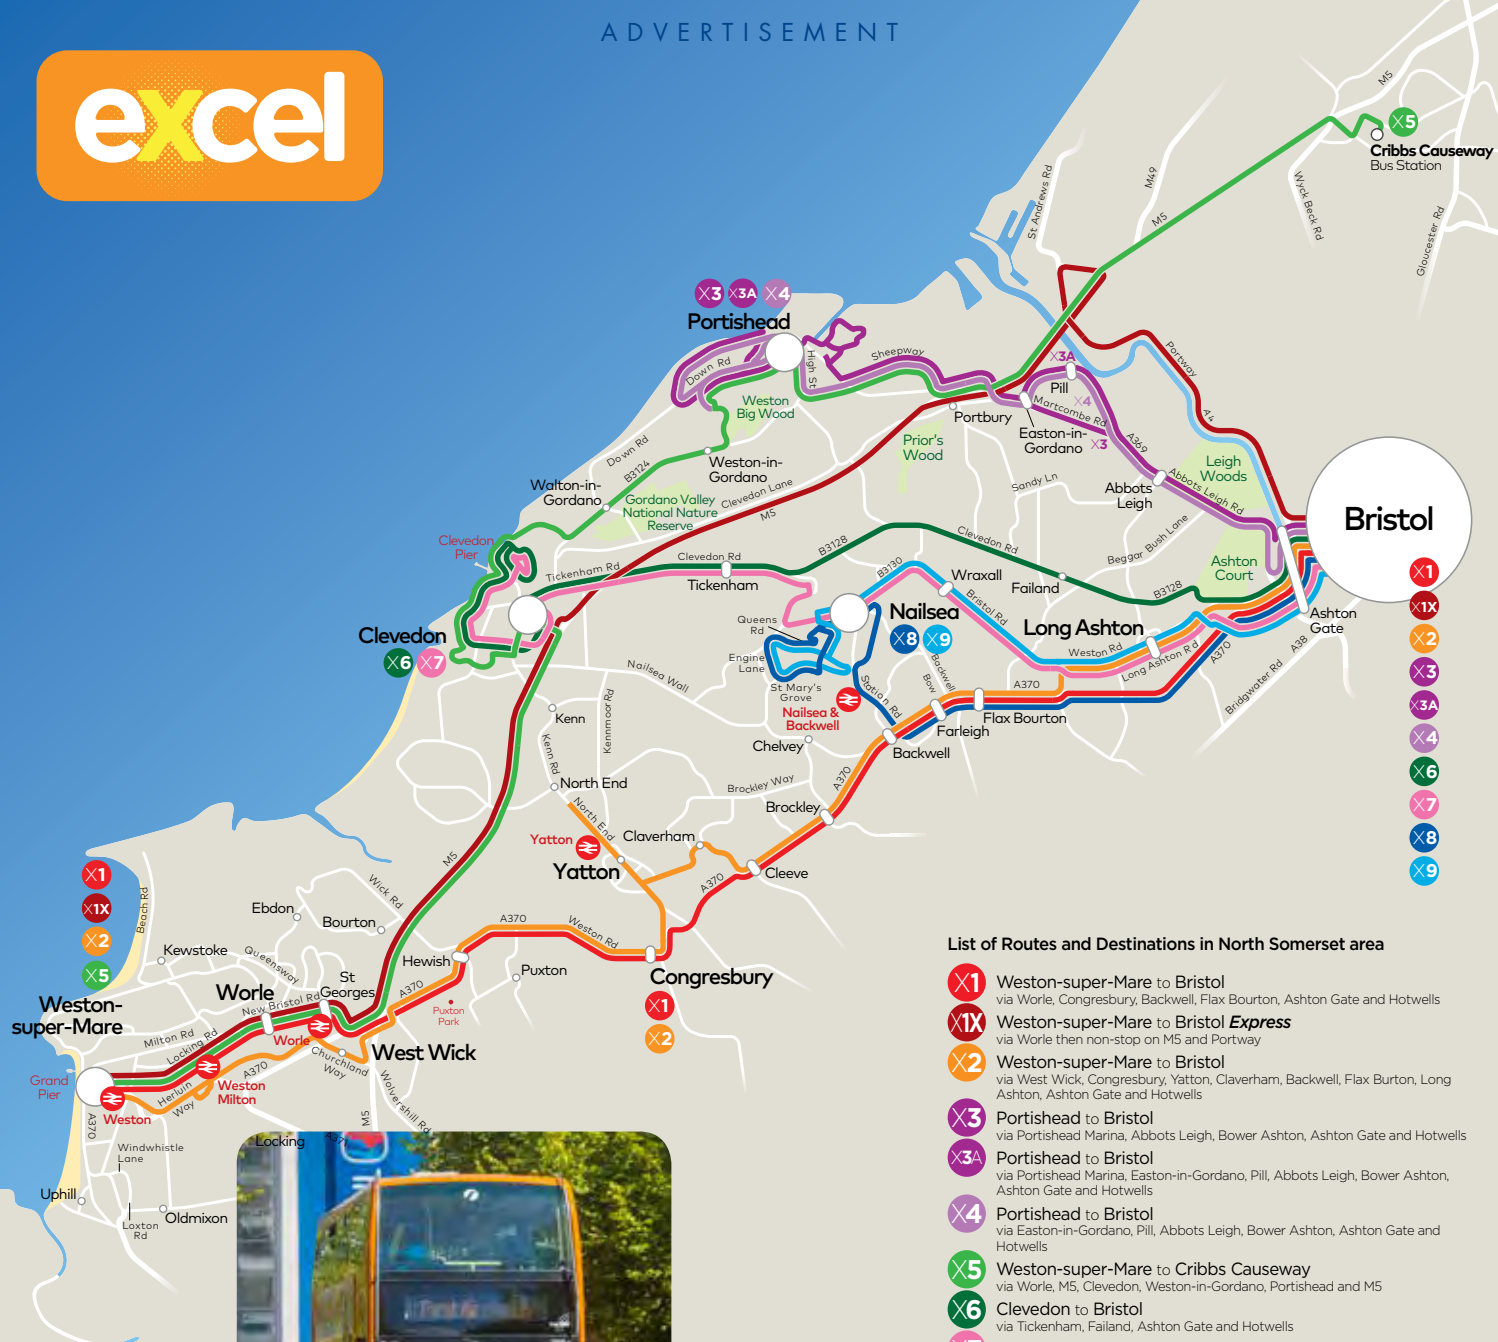 ADVERTISEMENT
excel
M5
X5
Cribbs Causeway
Bus Station
St Andrews Rd
M49
Wyck Beck Rd
Gloucester Rd
M5
X3 X3A X4
Portishead
Down Rd
High St
Sheepway
X3A
Pill
X4
Martcombe Rd
X3
Portway
A4
Weston
Big Wood
Portbury
Easton-in-
Gordano
A369
Prior's
Wood
Down Rd
B3124
Weston-in-
Gordano
Walton-in-
Gordano
Gordano Valley
National Nature
Reserve
Clevedon Lane
M5
Sandy Ln
Abbots
Leigh
Abbots Leigh Rd
Leigh
Woods
Bristol
Clevedon
Pier
Tickenham Rd
Clevedon Rd
Tickenham
B3128
Clevedon Rd
Beggar Bush Lane
Failand
B3128
Ashton
Court
B3130
Wraxall
Bristol Rd
Ashton
Gate
Clevedon
X6 X7
Queens
Rd
Engine
Lane
St Mary's
Grove
Nailsea
X8 X9
Long Ashton
Weston Rd
Long Ashton Rd
A370
A38
Bridgwater Rd
Nailsea Wall
Nailsea &
Backwell
Station Rd
Backwell
Bow
A370
Flax Bourton
Farleigh
Backwell
Chelvey
Kenn
Kenn Rd
Kennmoor Rd
North End
North End
Brockley Way
Brockley
A370
Yatton
Yatton
Claverham
Cleeve
A370
X1
X1X
X2
X3
X3A
X4
X6
X7
X8
X9
M5
X1
X1X
X2
X5
Weston-
super-Mare
Beach Rd
Ebdon
Bourton
Wick Rd
Kewstoke
Queensway
Worle
St
Georges
New Bristol Rd
Milton Rd
Locking Rd
Worle
Hewish
A370
A370
Weston Rd
Puxton
Puxton
Park
Congresbury
X1
X2
West Wick
Churchland
Way
Wolvershill Rd
M5
Grand
Pier
Weston
Weston
Milton
Herluin
Way
A370
A370
Windwhistle
Lane
Locking
A371
Uphill
Loxton
Rd
Oldmixon
List of Routes and Destinations in North Somerset area
X1 Weston-super-Mare to Bristol
via Worle, Congresbury, Backwell, Flax Bourton, Ashton Gate and Hotwells
X1X Weston-super-Mare to Bristol Express
via Worle then non-stop on M5 and Portway
X2 Weston-super-Mare to Bristol
via West Wick, Congresbury, Yatton, Claverham, Backwell, Flax Burton, Long
Ashton, Ashton Gate and Hotwells
X3 Portishead to Bristol
via Portishead Marina, Abbots Leigh, Bower Ashton, Ashton Gate and Hotwells
X3A Portishead to Bristol
via Portishead Marina, Easton-in-Gordano, Pill, Abbots Leigh, Bower Ashton,
Ashton Gate and Hotwells
X4 Portishead to Bristol
via Easton-in-Gordano, Pill, Abbots Leigh, Bower Ashton, Ashton Gate and
Hotwells
X5 Weston-super-Mare to Cribbs Causeway
via Worle, M5, Clevedon, Weston-in-Gordano, Portishead and M5
X6 Clevedon to Bristol
via Tickenham, Failand, Ashton Gate and Hotwells